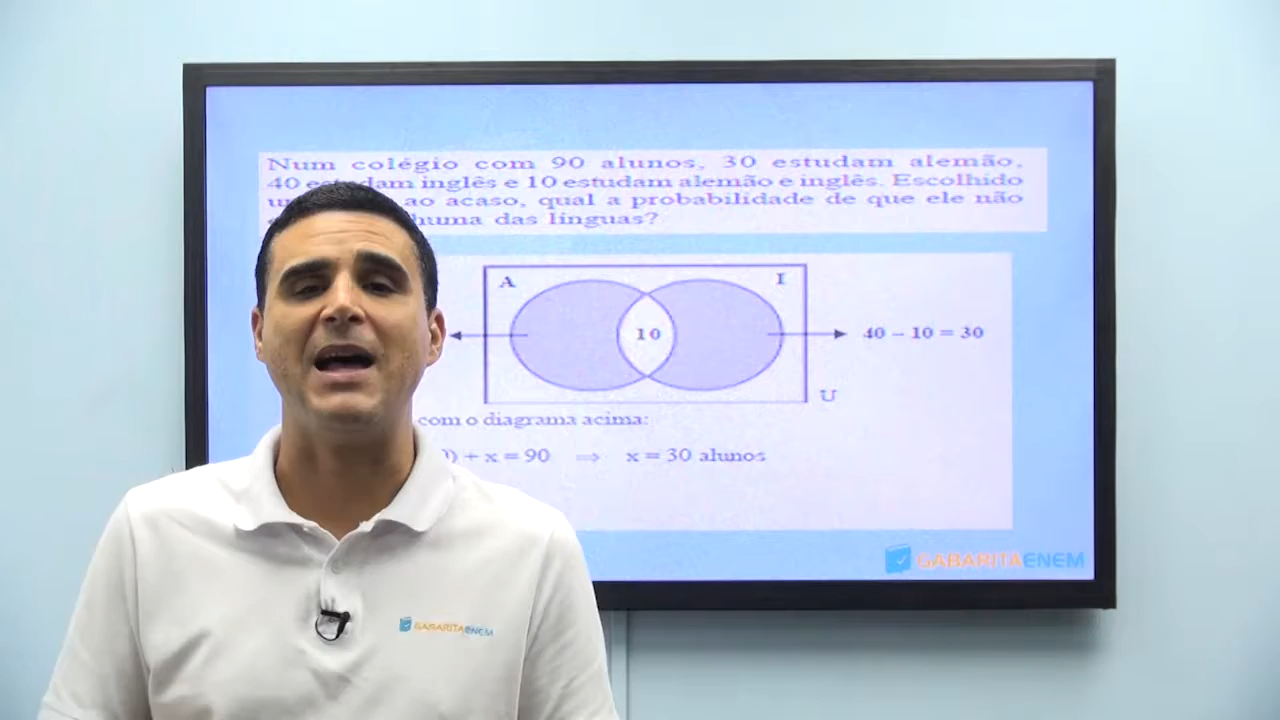 Num colégio com 90 alunos, 30 estudam alemão,
40 estudam inglês e 10 estudam alemão e inglês. Escolhido
ao acaso, qual a probabilidade de que ele não
das línguas?
A
I
10
40 – 10 = 30
U
com o diagrama acima:
0) + x = 90 ⟹ x = 30 alunos
GABARITAENEM
GABARITAENEM